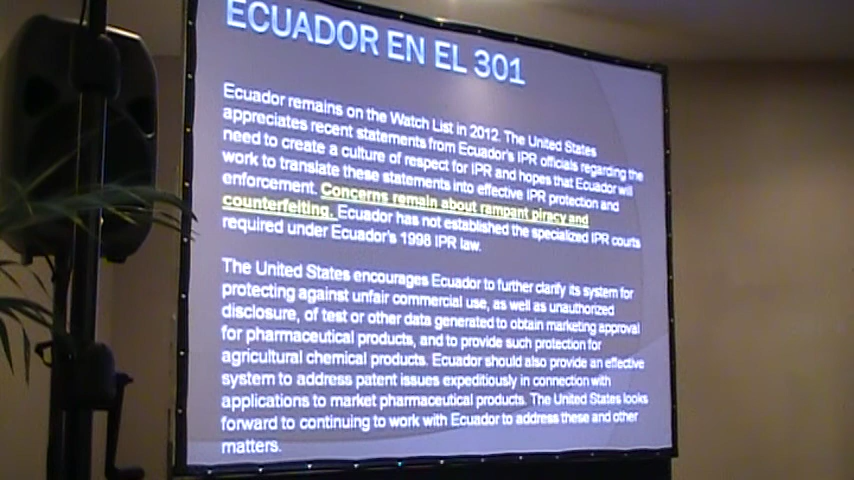 ECUADOR EN EL 301
Ecuador remains on the Watch List in 2012. The United States
appreciates recent statements from Ecuador's IPR officials regarding the
need to create a culture of respect for IPR and hopes that Ecuador will
work to translate these statements into effective IPR protection and
enforcement. Concerns remain about rampant piracy and
counterfeiting. Ecuador has not established the specialized IPR courts
required under Ecuador's 1998 IPR law.
The United States encourages Ecuador to further clarify its system for
protecting against unfair commercial use, as well as unauthorized
disclosure, of test or other data generated to obtain marketing approval
for pharmaceutical products, and to provide such protection for
agricultural chemical products. Ecuador should also provide an effective
system to address patent issues expeditiously in connection with
applications to market pharmaceutical products. The United States looks
forward to continuing to work with Ecuador to address these and other
matters.